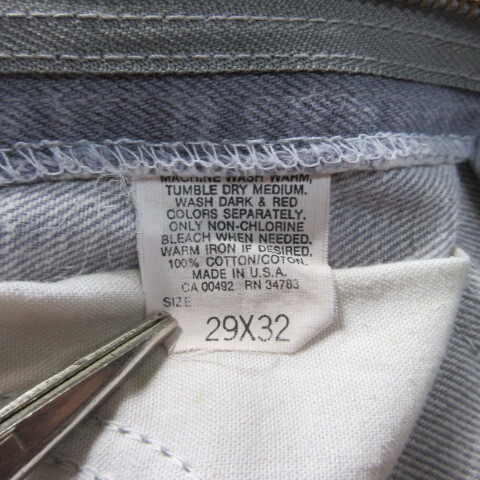 MACHINE WASH WARM,
TUMBLE DRY MEDIUM.
WASH DARK & RED
COLORS SEPARATELY.
ONLY NON-CHLORINE
BLEACH WHEN NEEDED.
WARM IRON IF DESIRED.
100% COTTON/COTON.
MADE IN U.S.A.
CA 00492 RN 34783
SIZE
29X32